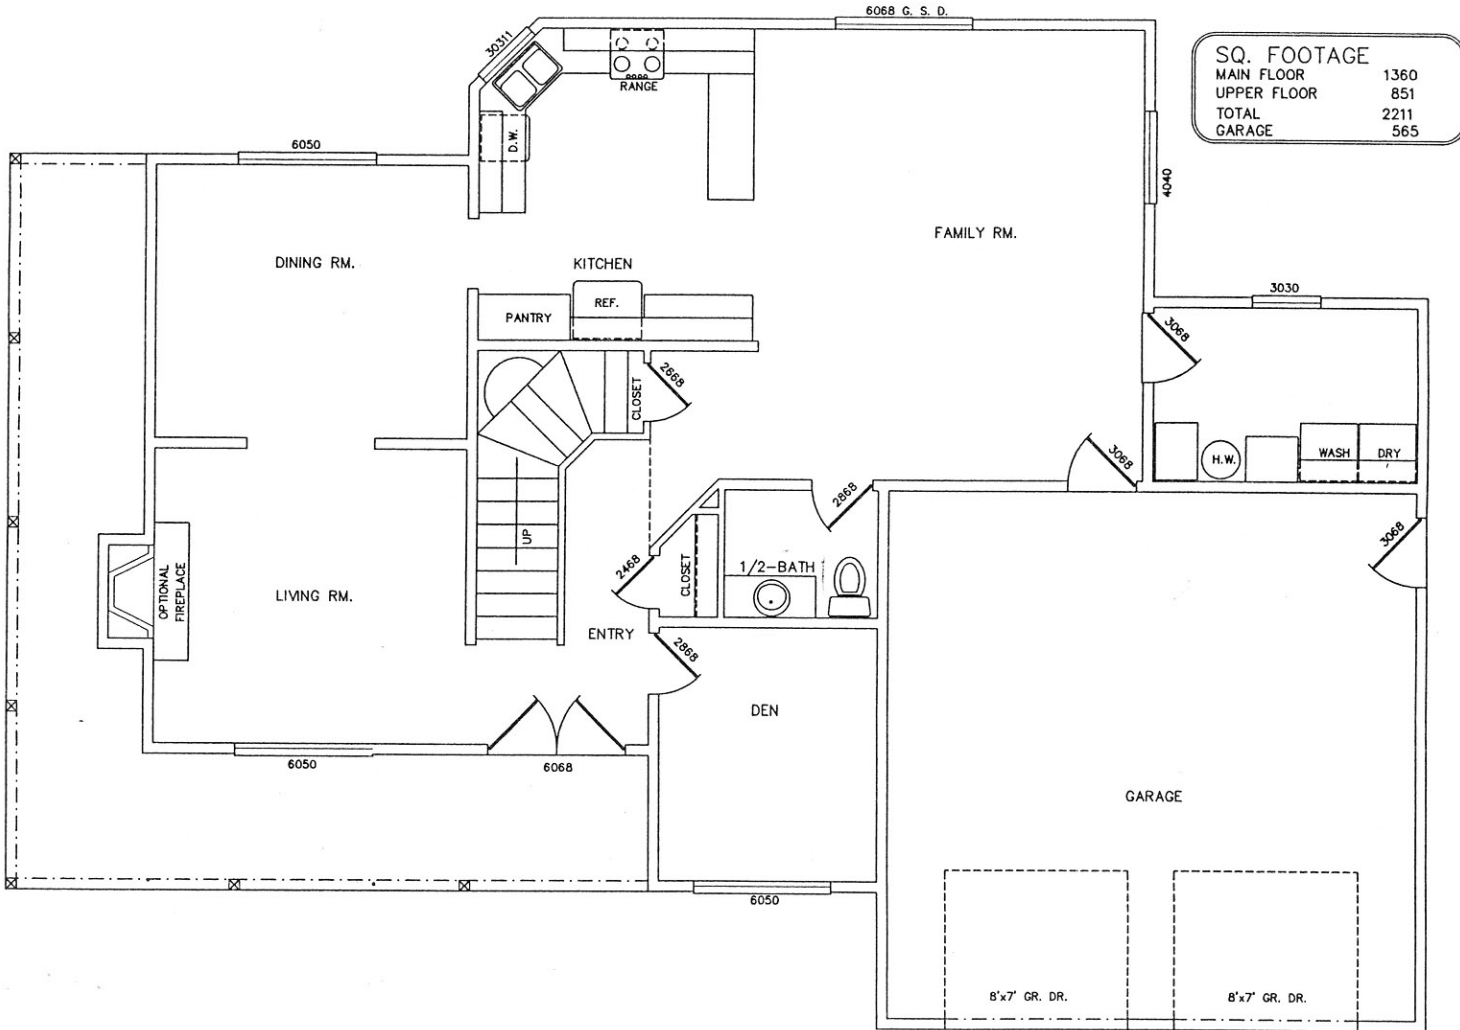 6068 G. S. D.
30311
RANGE
D.W.
SQ. FOOTAGE
MAIN FLOOR 1360
UPPER FLOOR 851
TOTAL 2211
GARAGE 565
6050
4040
DINING RM.
KITCHEN
FAMILY RM.
PANTRY
REF.
3030
3068
2668
CLOSET
WASH
DRY
H.W.
3068
2868
UP
3068
OPTIONAL
FIREPLACE
LIVING RM.
2468
CLOSET
1/2-BATH
ENTRY
2868
DEN
6050
6068
GARAGE
6050
8'x7' GR. DR.
8'x7' GR. DR.